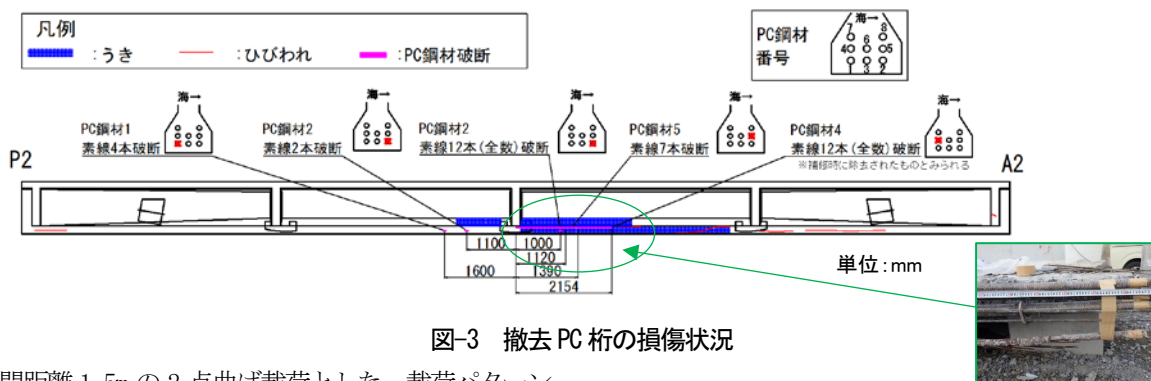 凡例
:うき :ひびわれ :PC鋼材破断
PC鋼材
番号
海→
7 8
6
4 5
1 3 2
海→
PC鋼材1
素線4本破断
海→
PC鋼材2
素線2本破断
海→
PC鋼材2
素線12本(全数)破断
海→
PC鋼材5
素線7本破断
海→
PC鋼材4
素線12本(全数)破断
※補修時に除去されたものとみられる
P2
A2
1100 1000
1120
1600 1390
2154
単位:mm
図-3 撤去 PC 桁の損傷状況
間距離 1.5m の 2 点曲げ載荷とした。載荷パターン